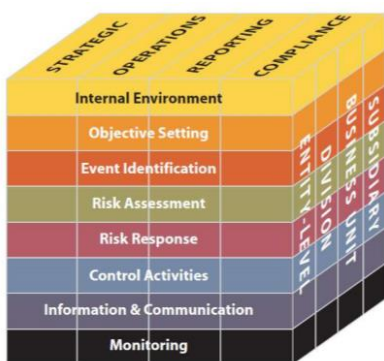 STRATEGIC
OPERATIONS
REPORTING
COMPLIANCE
Internal Environment
Objective Setting
Event Identification
Risk Assessment
Risk Response
Control Activities
Information & Communication
Monitoring
ENTITY-LEVEL
DIVISION
BUSINESS UNIT
SUBSIDIARY